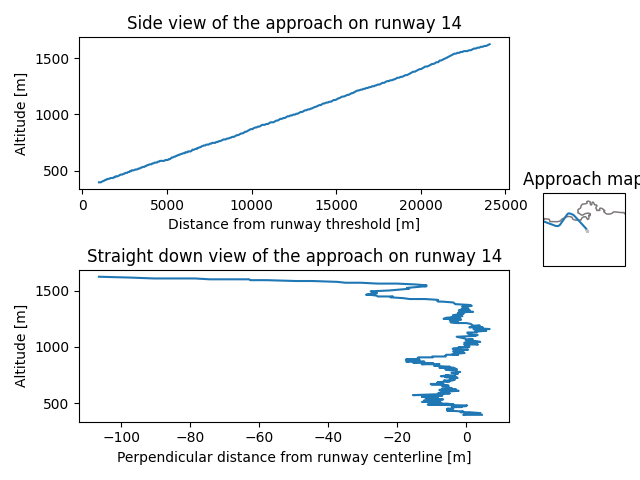 Side view of the approach on runway 14
1500
1000
500
Altitude [m]
0 5000 10000 15000 20000 25000
Distance from runway threshold [m]
Approach map
Straight down view of the approach on runway 14
1500
1000
500
Altitude [m]
−100 −80 −60 −40 −20 0
Perpendicular distance from runway centerline [m]